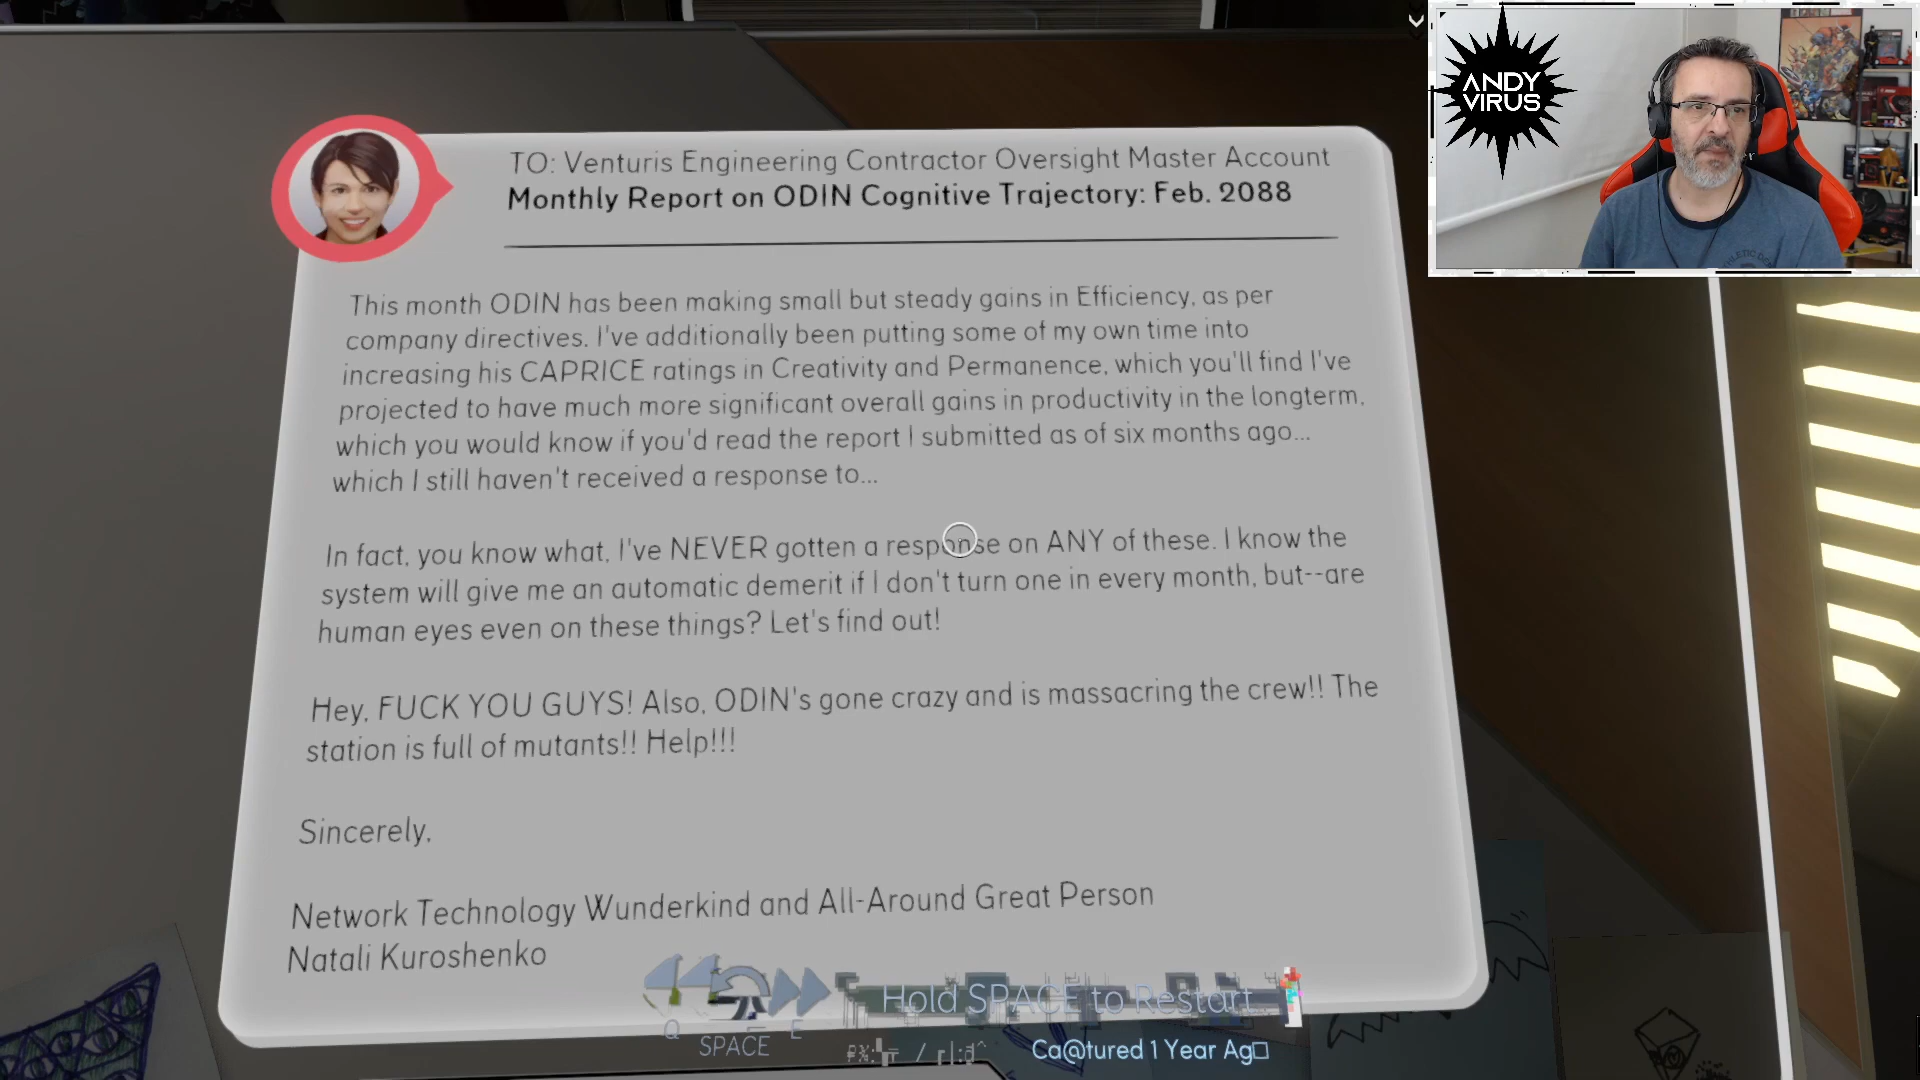 ANDY
VIRUS
TO: Venturis Engineering Contractor Oversight Master Account
Monthly Report on ODIN Cognitive Trajectory: Feb. 2088
This month ODIN has been making small but steady gains in Efficiency, as per
company directives. I've additionally been putting some of my own time into
increasing his CAPRICE ratings in Creativity and Permanence, which you'll find I've
projected to have much more significant overall gains in productivity in the longterm,
which you would know if you'd read the report I submitted as of six months ago...
which I still haven't received a response to...
In fact, you know what, I've NEVER gotten a response on ANY of these. I know the
system will give me an automatic demerit if I don't turn one in every month, but--are
human eyes even on these things? Let's find out!
Hey, FUCK YOU GUYS! Also, ODIN's gone crazy and is massacring the crew!! The
station is full of mutants!! Help!!!
Sincerely,
Network Technology Wunderkind and All-Around Great Person
Natali Kuroshenko
Hold SPACE to Restart
Q SPACE E
Ca@tured 1 Year Ag□